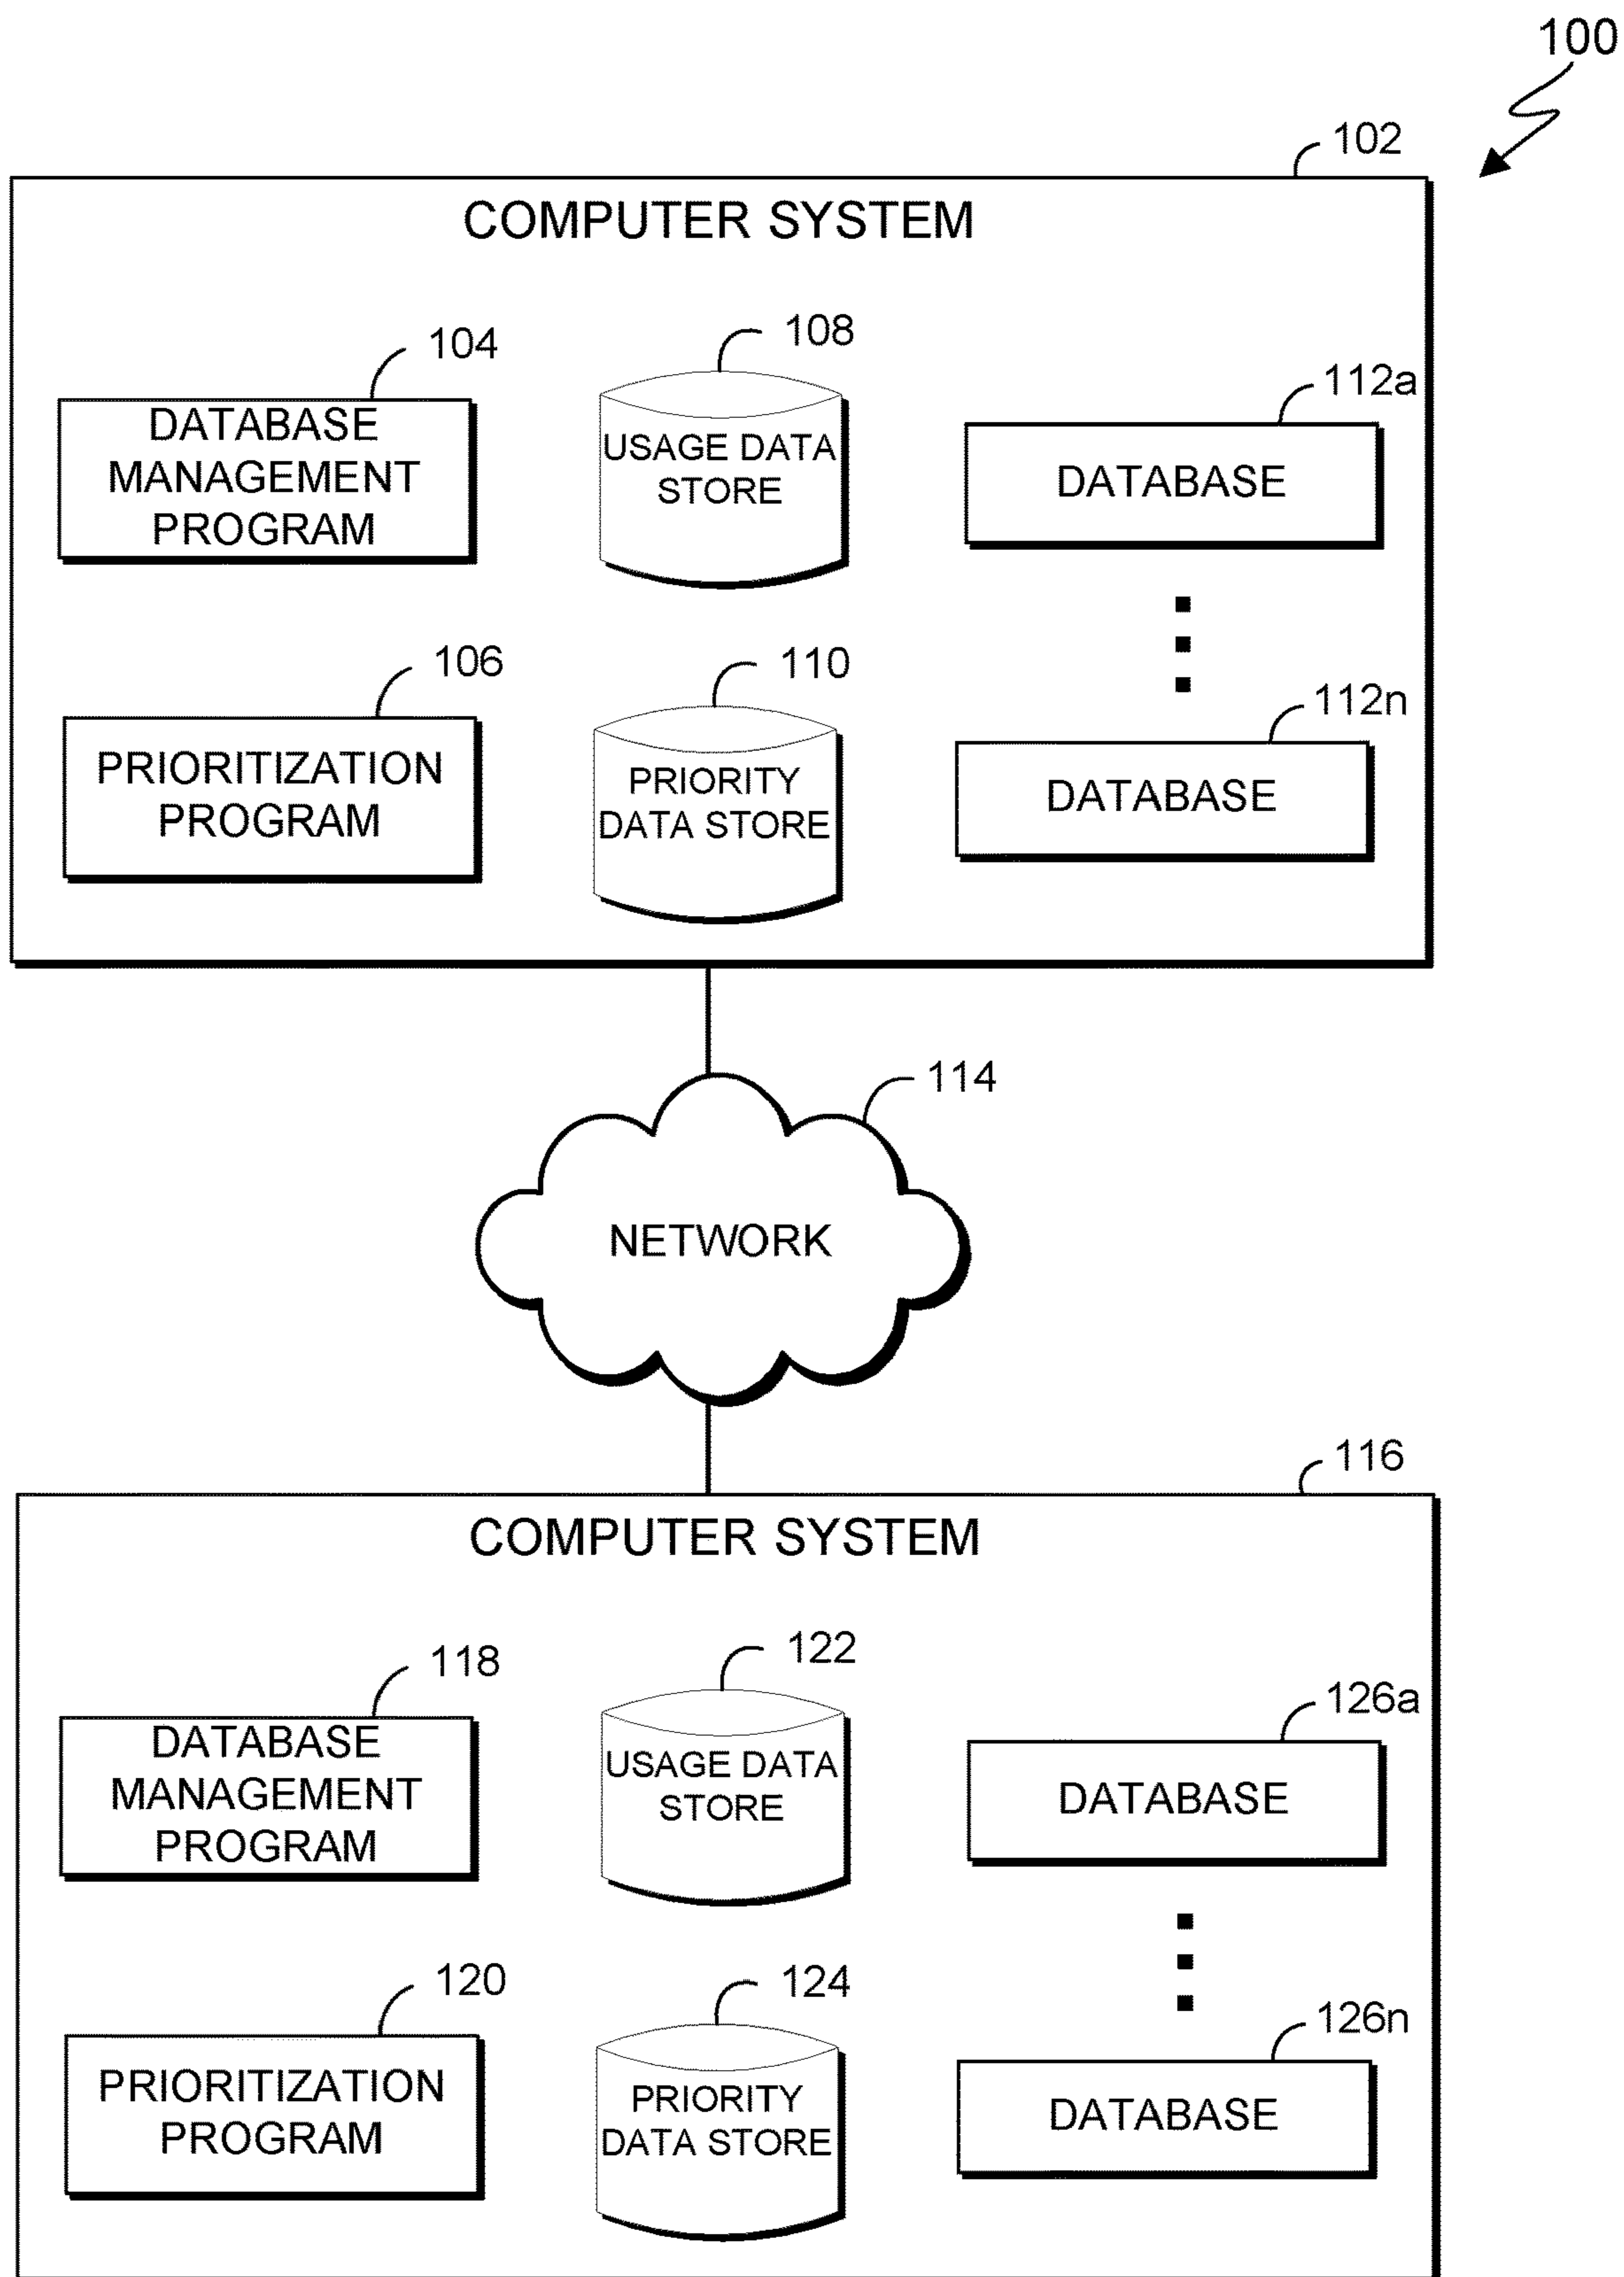 100
102
COMPUTER SYSTEM
104
108
112a
DATABASE
MANAGEMENT
PROGRAM
USAGE DATA
STORE
DATABASE
106
110
112n
PRIORITIZATION
PROGRAM
PRIORITY
DATA STORE
DATABASE
114
NETWORK
116
COMPUTER SYSTEM
118
122
126a
DATABASE
MANAGEMENT
PROGRAM
USAGE DATA
STORE
DATABASE
120
124
126n
PRIORITIZATION
PROGRAM
PRIORITY
DATA STORE
DATABASE